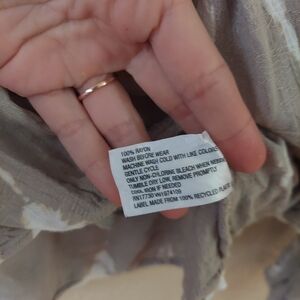 100% RAYON
WASH BEFORE WEAR
MACHINE WASH COLD WITH LIKE COLORS
GENTLE CYCLE
ONLY NON-CHLORINE BLEACH WHEN NEEDED
TUMBLE DRY LOW, REMOVE PROMPTLY
COOL IRON IF NEEDED
RN17730
LABEL MADE FROM 100% RECYCLED